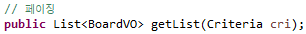 // 페이징
public List<BoardVO> getList(Criteria cri);